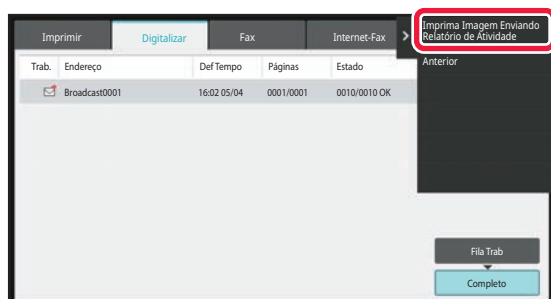 Imprimir
Digitalizar
Fax
Internet-Fax
Imprima Imagem Enviando
Relatório de Atividade
Anterior
Trab. Endereço Def Tempo Páginas Estado
Broadcast0001 16:02 05/04 0001/0001 0010/0010 OK
Fila Trab
Completo